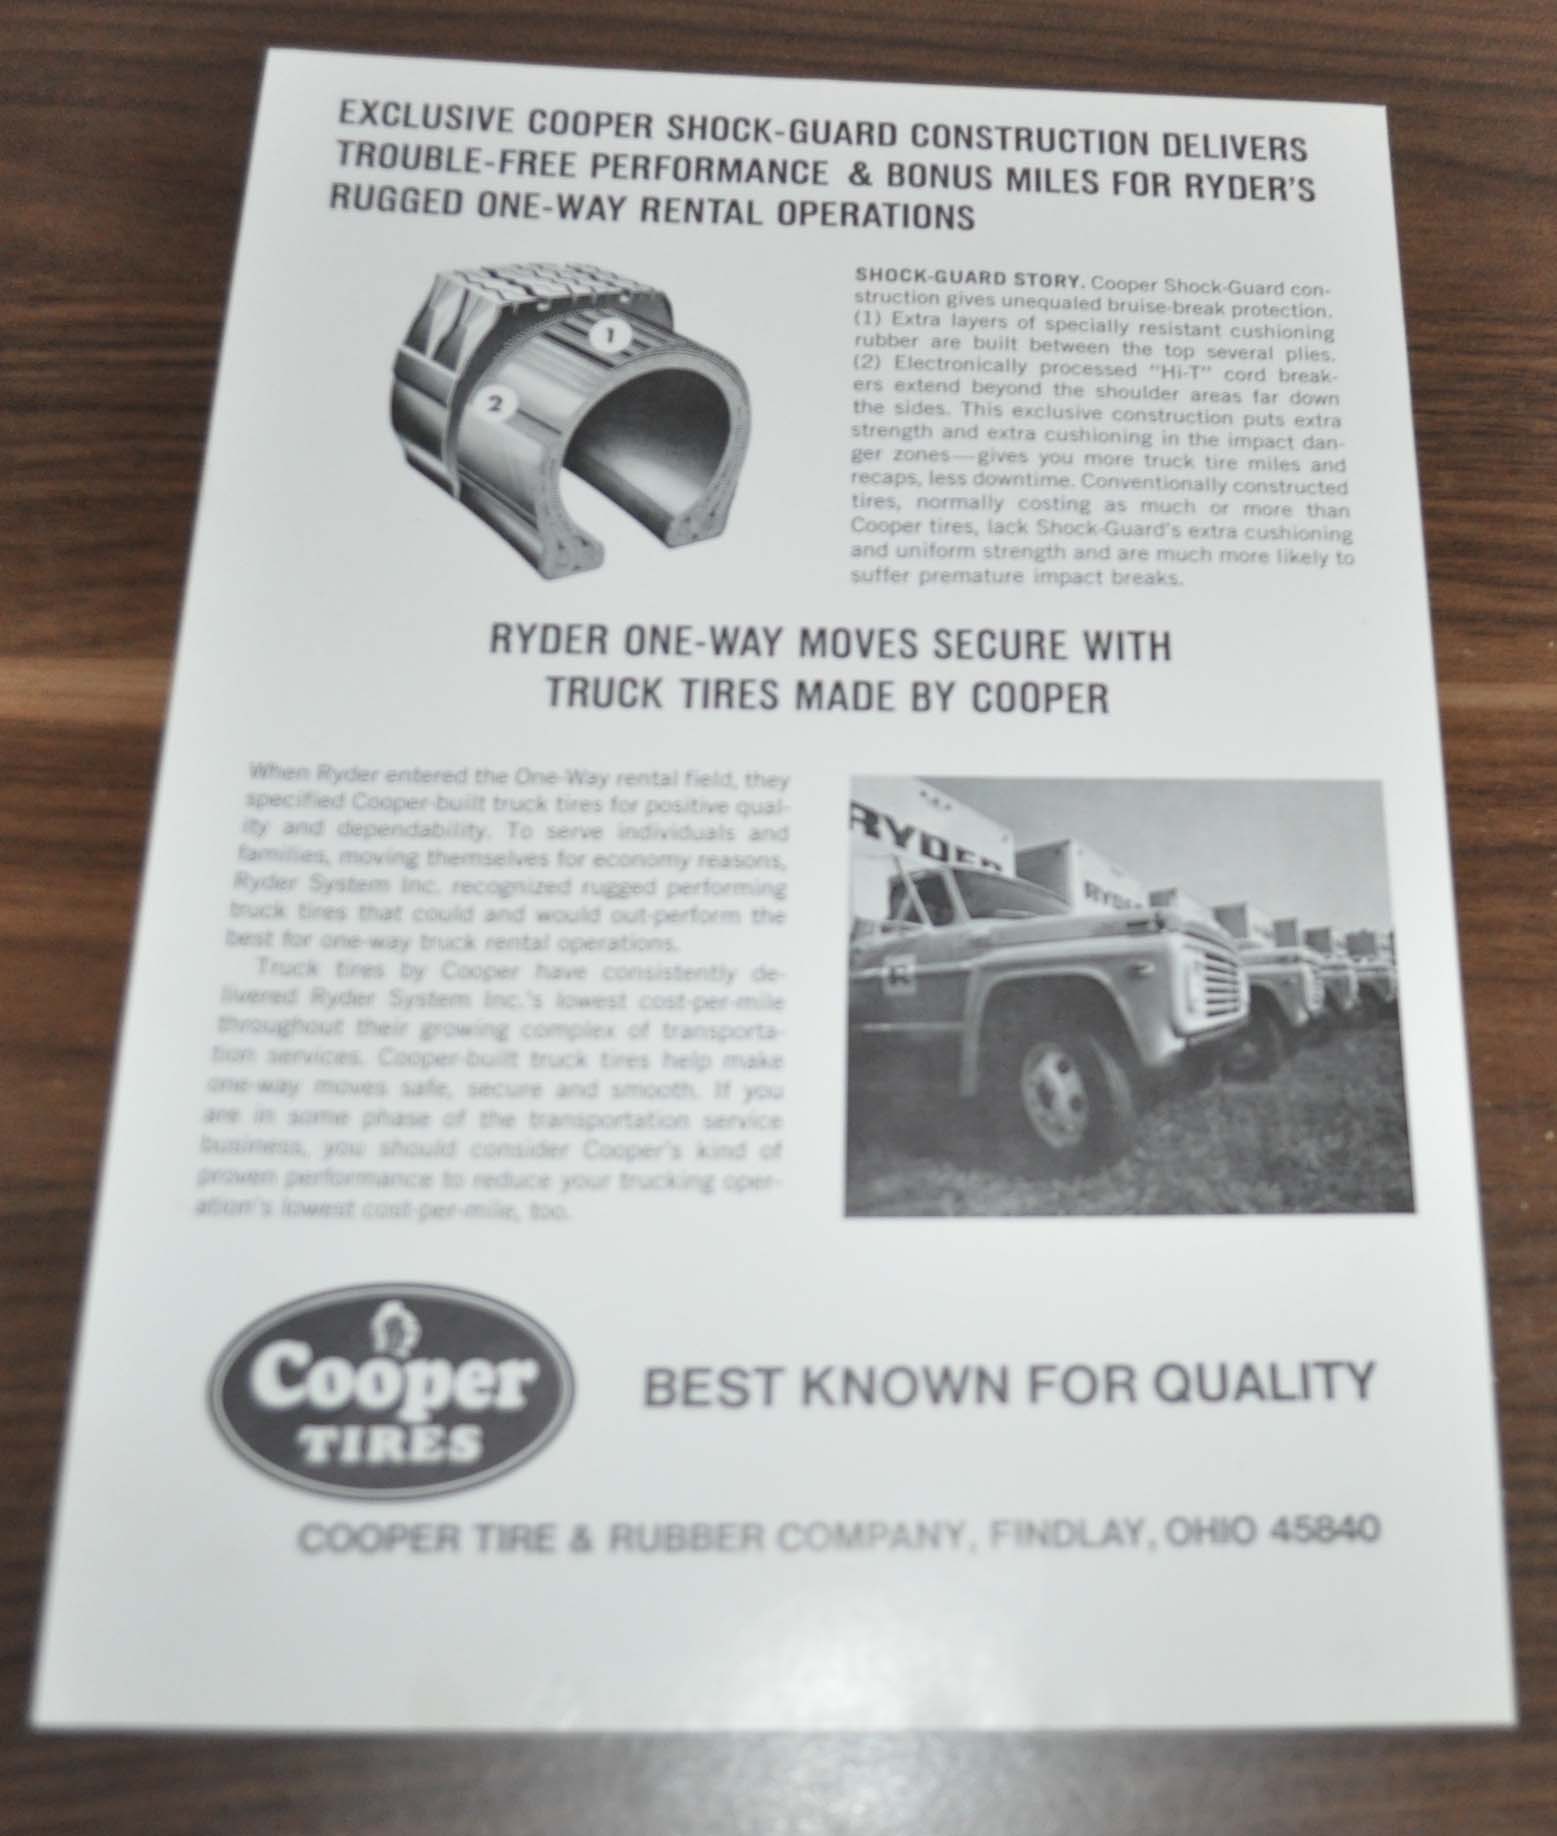 EXCLUSIVE COOPER SHOCK-GUARD CONSTRUCTION DELIVERS
TROUBLE-FREE PERFORMANCE & BONUS MILES FOR RYDER'S
RUGGED ONE-WAY RENTAL OPERATIONS
1
2
SHOCK-GUARD STORY. Cooper Shock-Guard con-
struction gives unequaled bruise-break protection.
(1) Extra layers of specially resistant cushioning
rubber are built between the top several plies.
(2) Electronically processed "Hi-T" cord break-
ers extend beyond the shoulder areas far down
the sides. This exclusive construction puts extra
strength and extra cushioning in the impact dan-
ger zones—gives you more truck tire miles and
recaps, less downtime. Conventionally constructed
tires, normally costing as much or more than
Cooper tires, lack Shock-Guard's extra cushioning
and uniform strength and are much more likely to
suffer premature impact breaks.
RYDER ONE-WAY MOVES SECURE WITH
TRUCK TIRES MADE BY COOPER
When Ryder entered the One-Way rental field, they
specified Cooper-built truck tires for positive qual-
ity and dependability. To serve individuals and
families, moving themselves for economy reasons,
Ryder System Inc. recognized rugged performing
truck tires that could and would out-perform the
best for one-way truck rental operations.
Truck tires by Cooper have consistently de-
livered Ryder System Inc.'s lowest cost-per-mile
throughout their growing complex of transporta-
tion services. Cooper-built truck tires help make
one-way moves safe, secure and smooth. If you
are in some phase of the transportation service
business, you should consider Cooper's kind of
proven performance to reduce your trucking oper-
ation's lowest cost-per-mile, too.
RYDER
RYDER
R
Cooper
TIRES
BEST KNOWN FOR QUALITY
COOPER TIRE & RUBBER COMPANY, FINDLAY, OHIO 45840